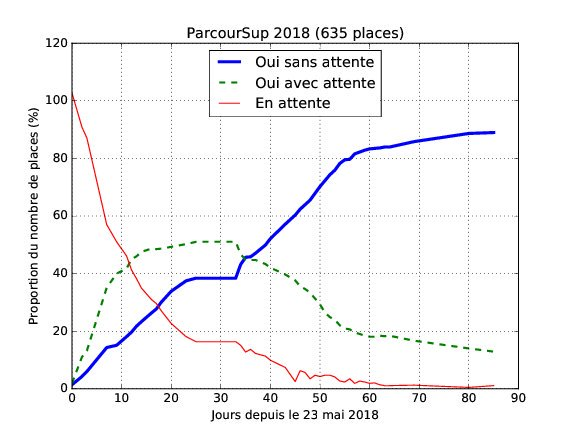 ParcourSup 2018 (635 places)
Oui sans attente
Oui avec attente
En attente
Proportion du nombre de places (%)
120
100
80
60
40
20
0
0 10 20 30 40 50 60 70 80 90
Jours depuis le 23 mai 2018